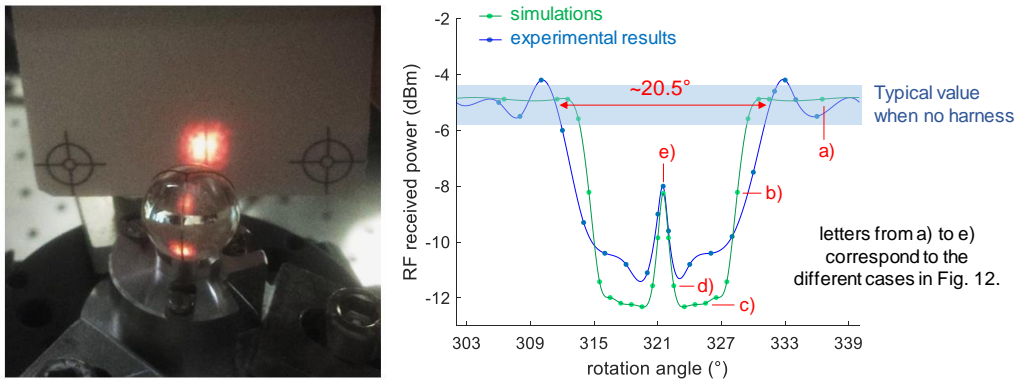 simulations
experimental results
-2
-4
-6
-8
-10
-12
RF received power (dBm)
~20.5°
Typical value
when no harness
a)
e)
b)
letters from a) to e)
correspond to the
different cases in Fig. 12.
d)
c)
303 309 315 321 327 333 339
rotation angle (°)